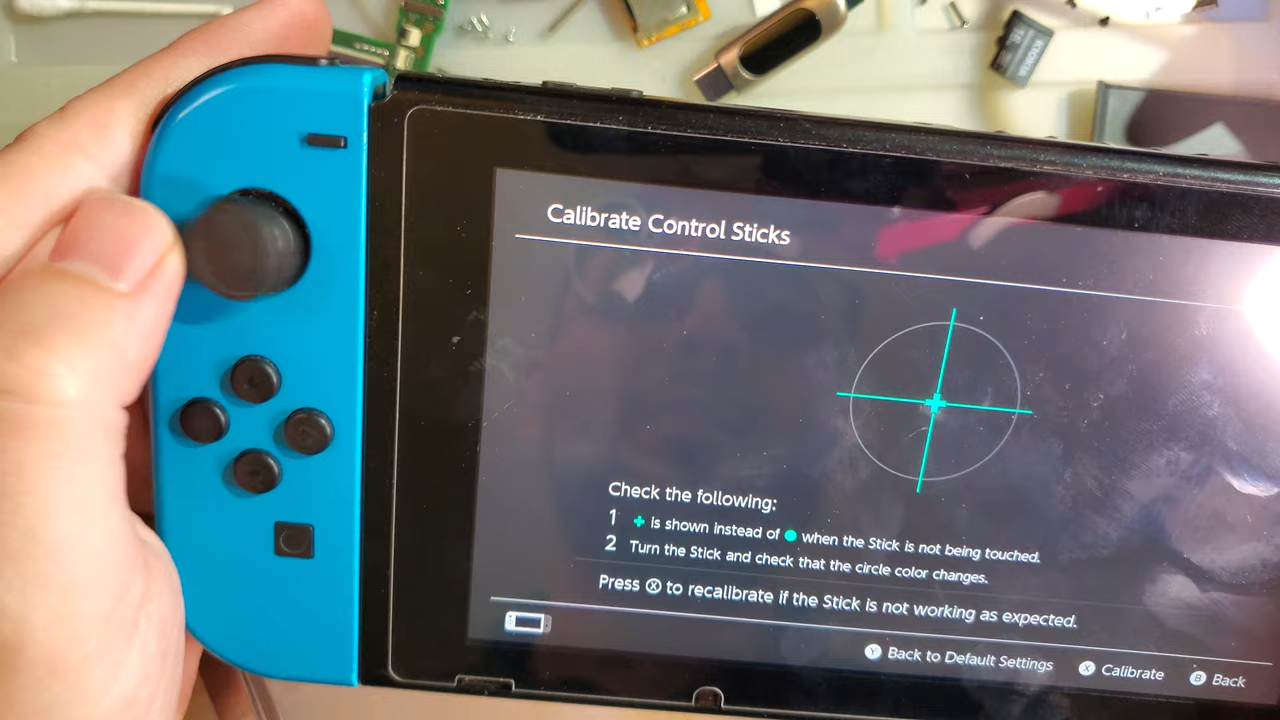 Calibrate Control Sticks
Check the following:
1 + is shown instead of ● when the Stick is not being touched.
2 Turn the Stick and check that the circle color changes.
Press Ⓧ to recalibrate if the Stick is not working as expected.
Ⓨ Back to Default Settings Ⓧ Calibrate Ⓑ Back